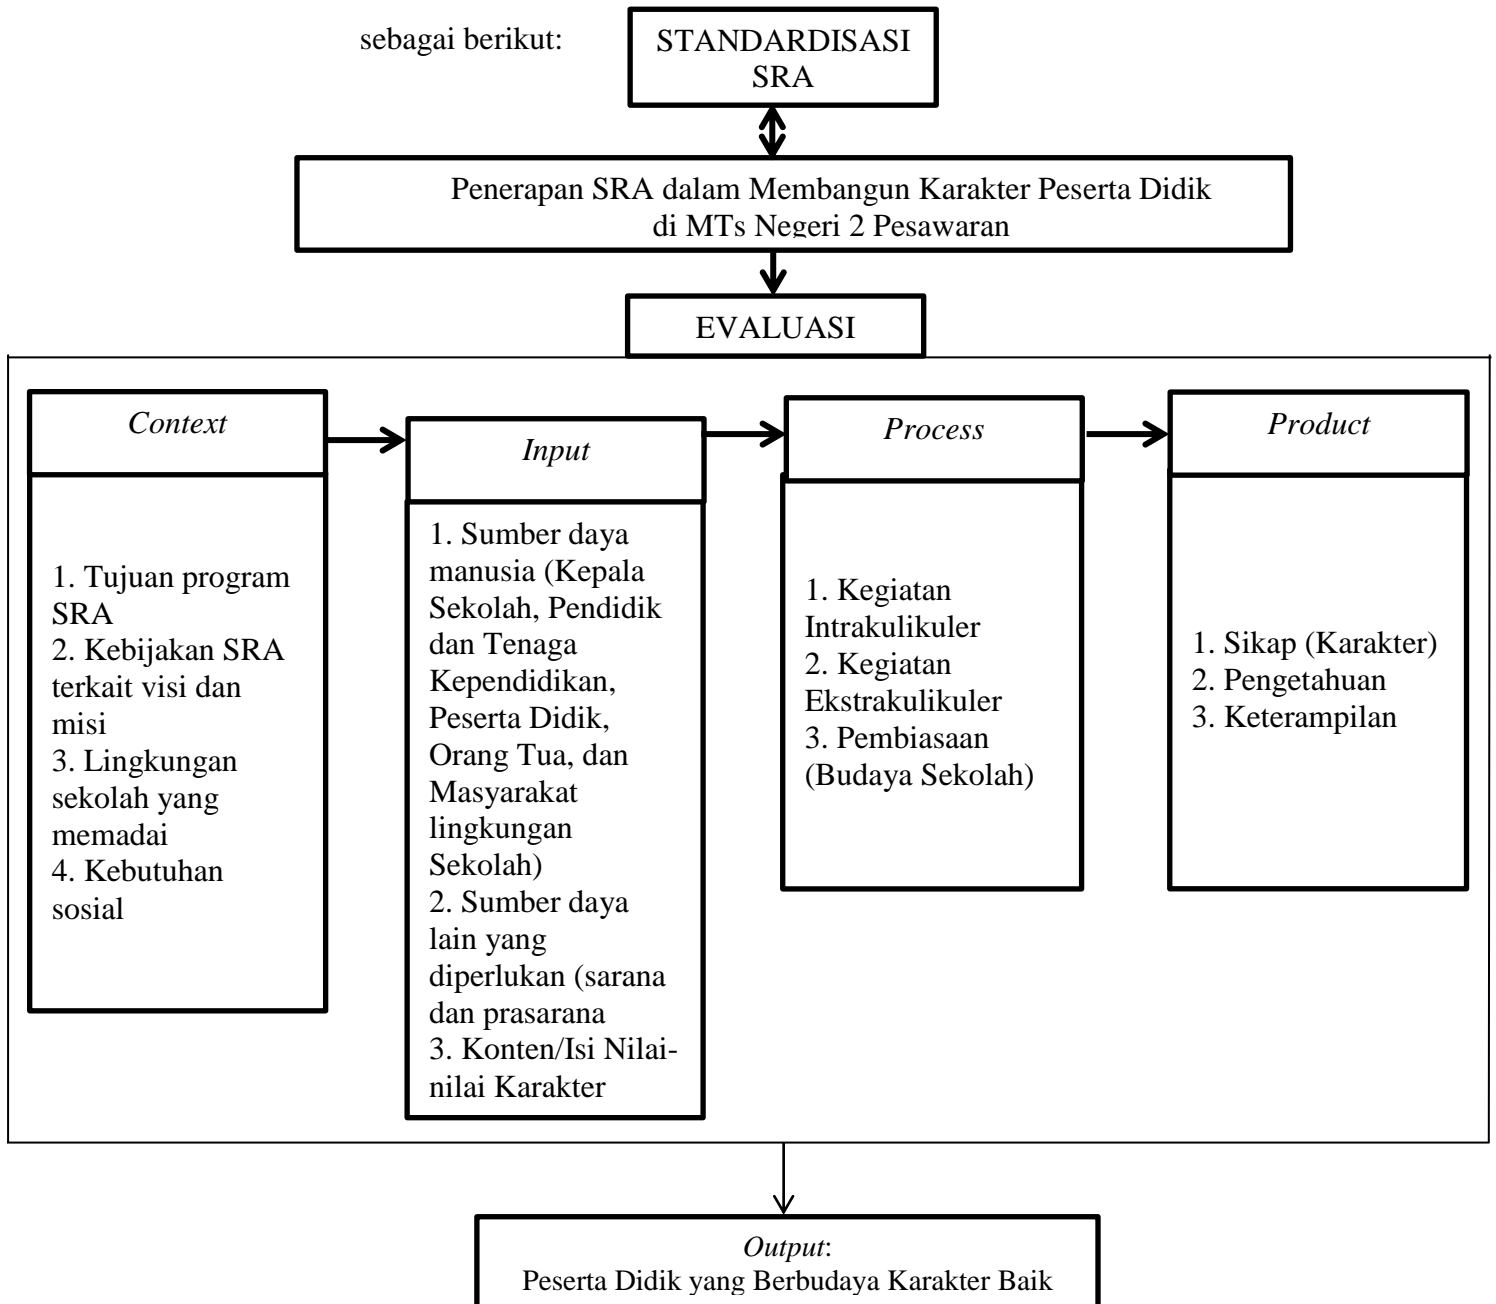 sebagai berikut:
STANDARDISASI
SRA
Penerapan SRA dalam Membangun Karakter Peserta Didik
di MTs Negeri 2 Pesawaran
EVALUASI
Context
1. Tujuan program
SRA
2. Kebijakan SRA
terkait visi dan
misi
3. Lingkungan
sekolah yang
memadai
4. Kebutuhan
sosial
Input
1. Sumber daya
manusia (Kepala
Sekolah, Pendidik
dan Tenaga
Kependidikan,
Peserta Didik,
Orang Tua, dan
Masyarakat
lingkungan
Sekolah)
2. Sumber daya
lain yang
diperlukan (sarana
dan prasarana
3. Konten/Isi Nilai-
nilai Karakter
Process
1. Kegiatan
Intrakulikuler
2. Kegiatan
Ekstrakulikuler
3. Pembiasaan
(Budaya Sekolah)
Product
1. Sikap (Karakter)
2. Pengetahuan
3. Keterampilan
Output:
Peserta Didik yang Berbudaya Karakter Baik